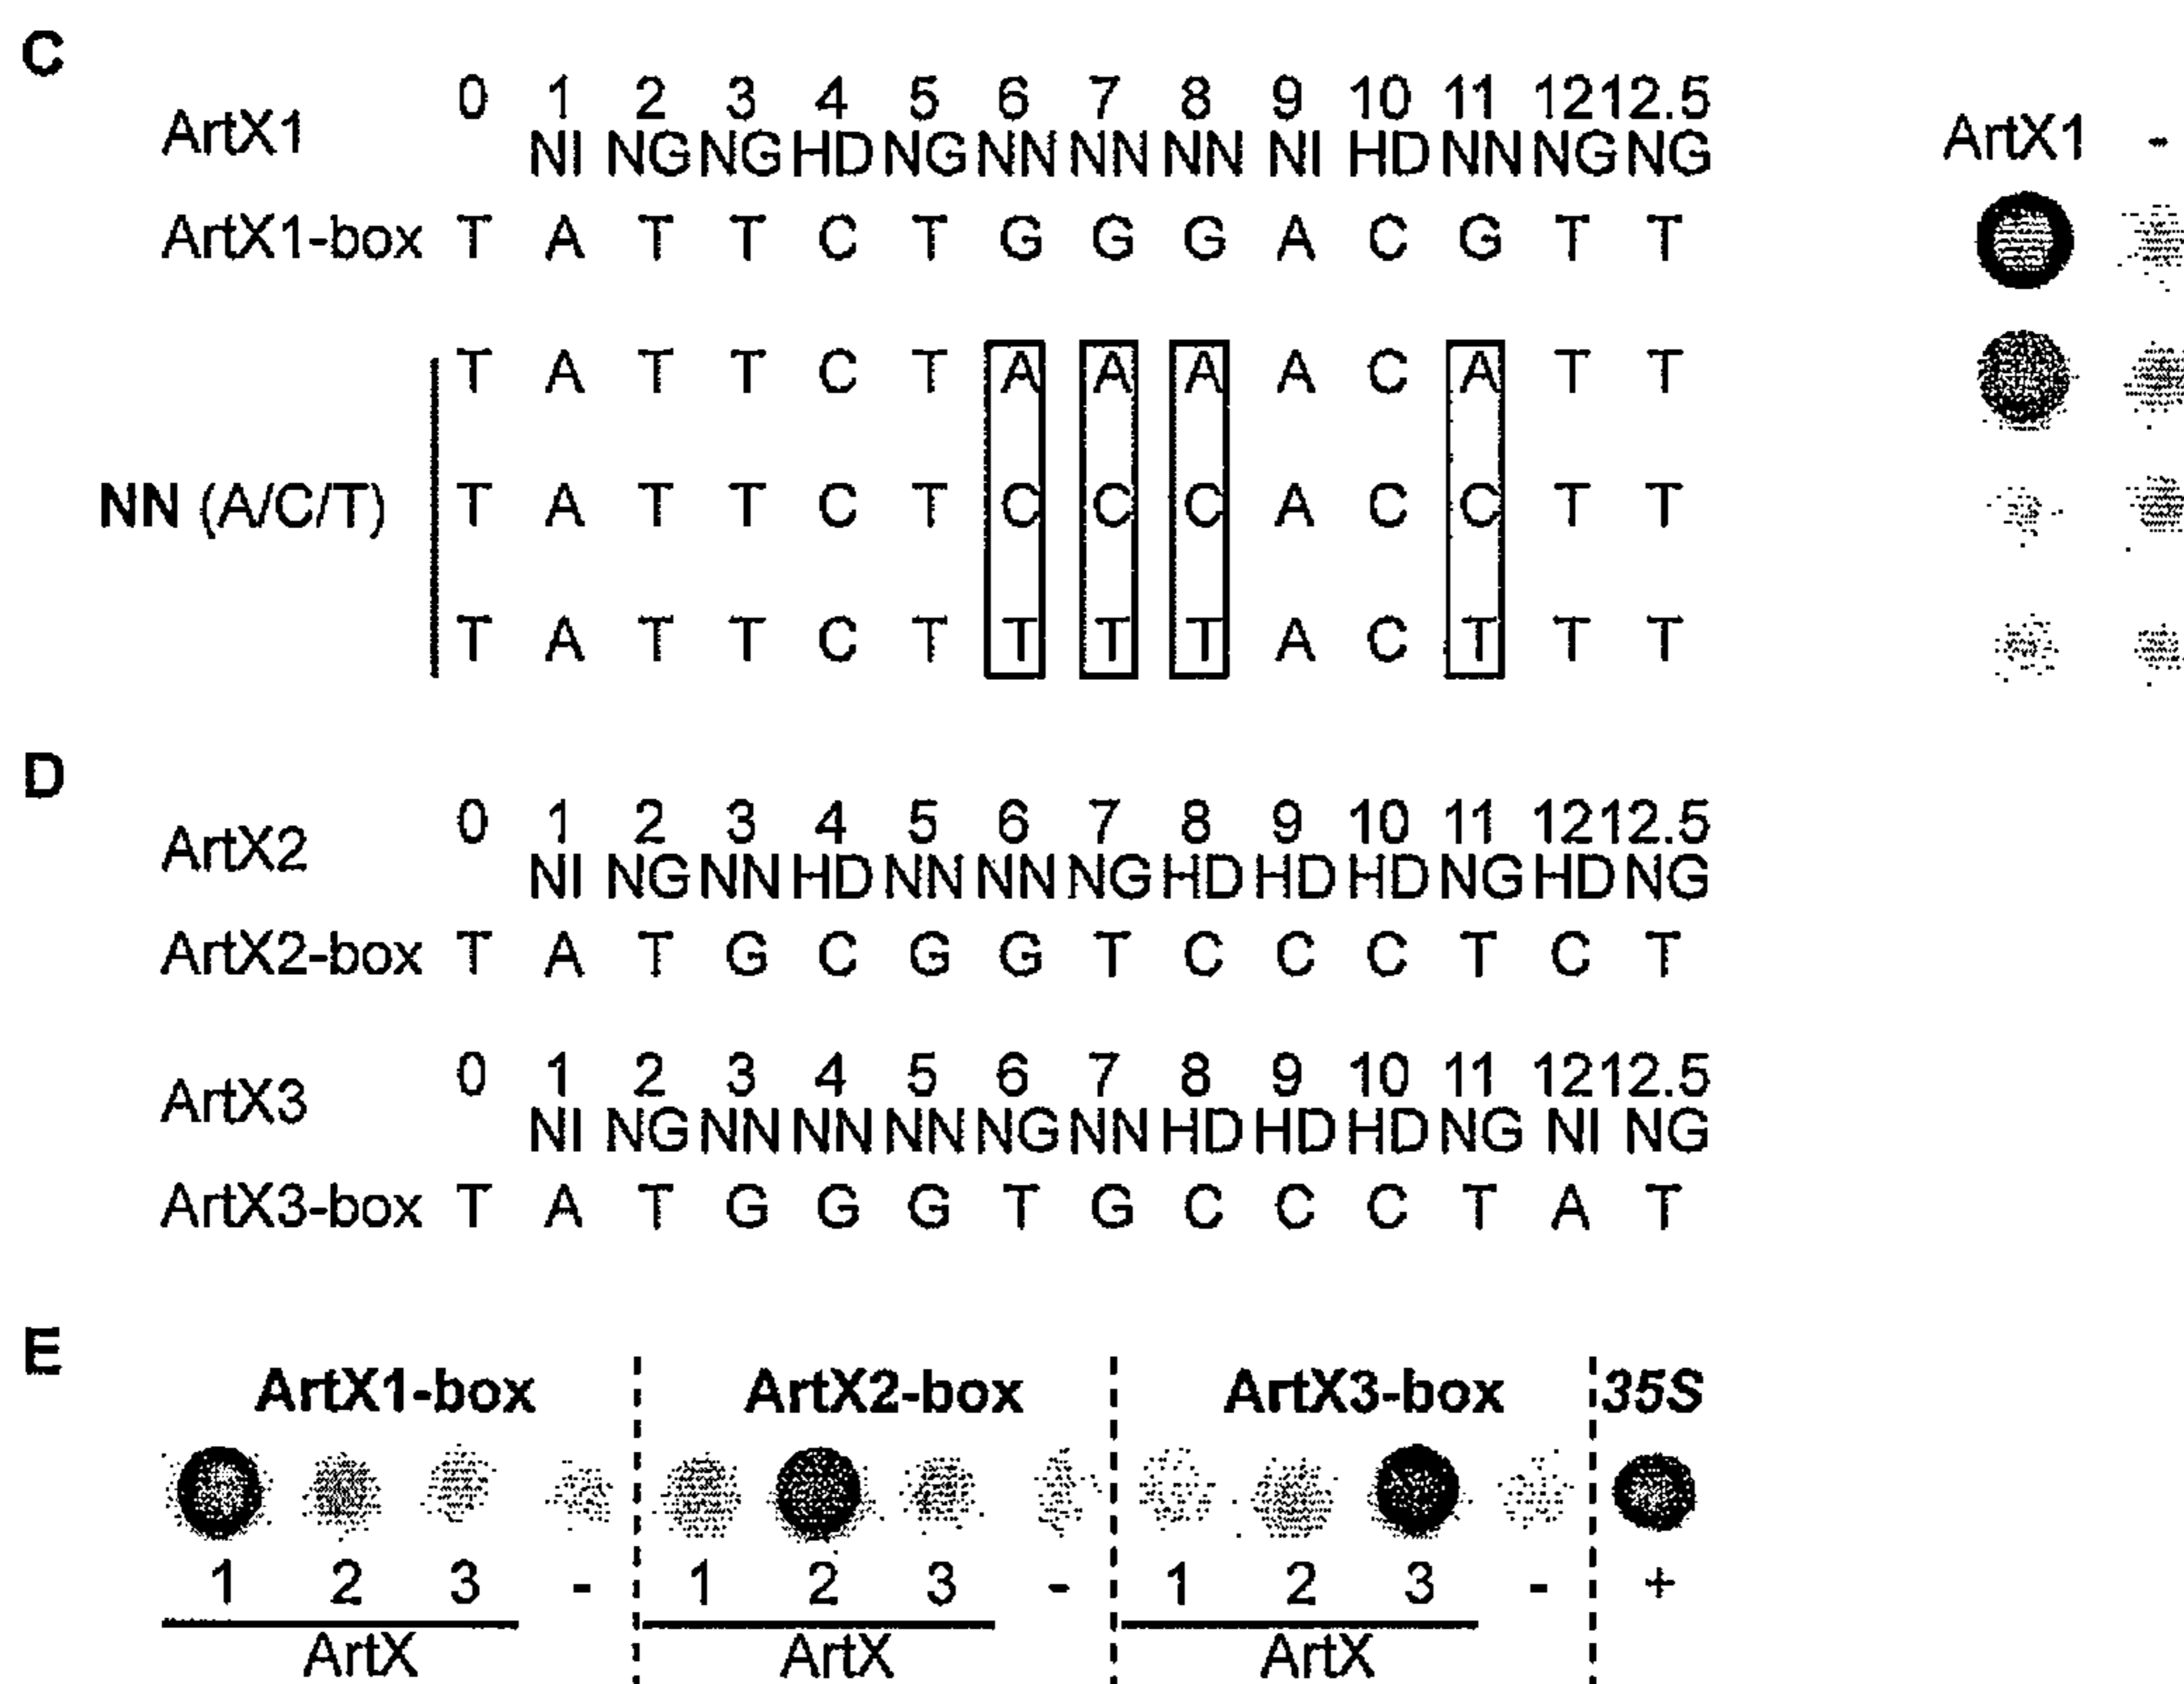 C
0 1 2 3 4 5 6 7 8 9 10 11 12 12.5
ArtX1 NI NG NG HD NG NN NN NN NI HD NN NG NG ArtX1 -
ArtX1-box T A T T C T G G G A C G T T
T A T T C T A A A A C A T T
NN (A/C/T) T A T T C T C C C A C C T T
T A T T C T T T T A C T T T
D
0 1 2 3 4 5 6 7 8 9 10 11 12 12.5
ArtX2 NI NG NN HD NN NN NG HD HD HD NG HD NG
ArtX2-box T A T G C G G T C C C T C T
0 1 2 3 4 5 6 7 8 9 10 11 12 12.5
ArtX3 NI NG NN NN NN NG NN HD HD HD NG NI NG
ArtX3-box T A T G G G T G C C C T A T
E
ArtX1-box ArtX2-box ArtX3-box 35S
1 2 3 - 1 2 3 - 1 2 3 - +
ArtX ArtX ArtX